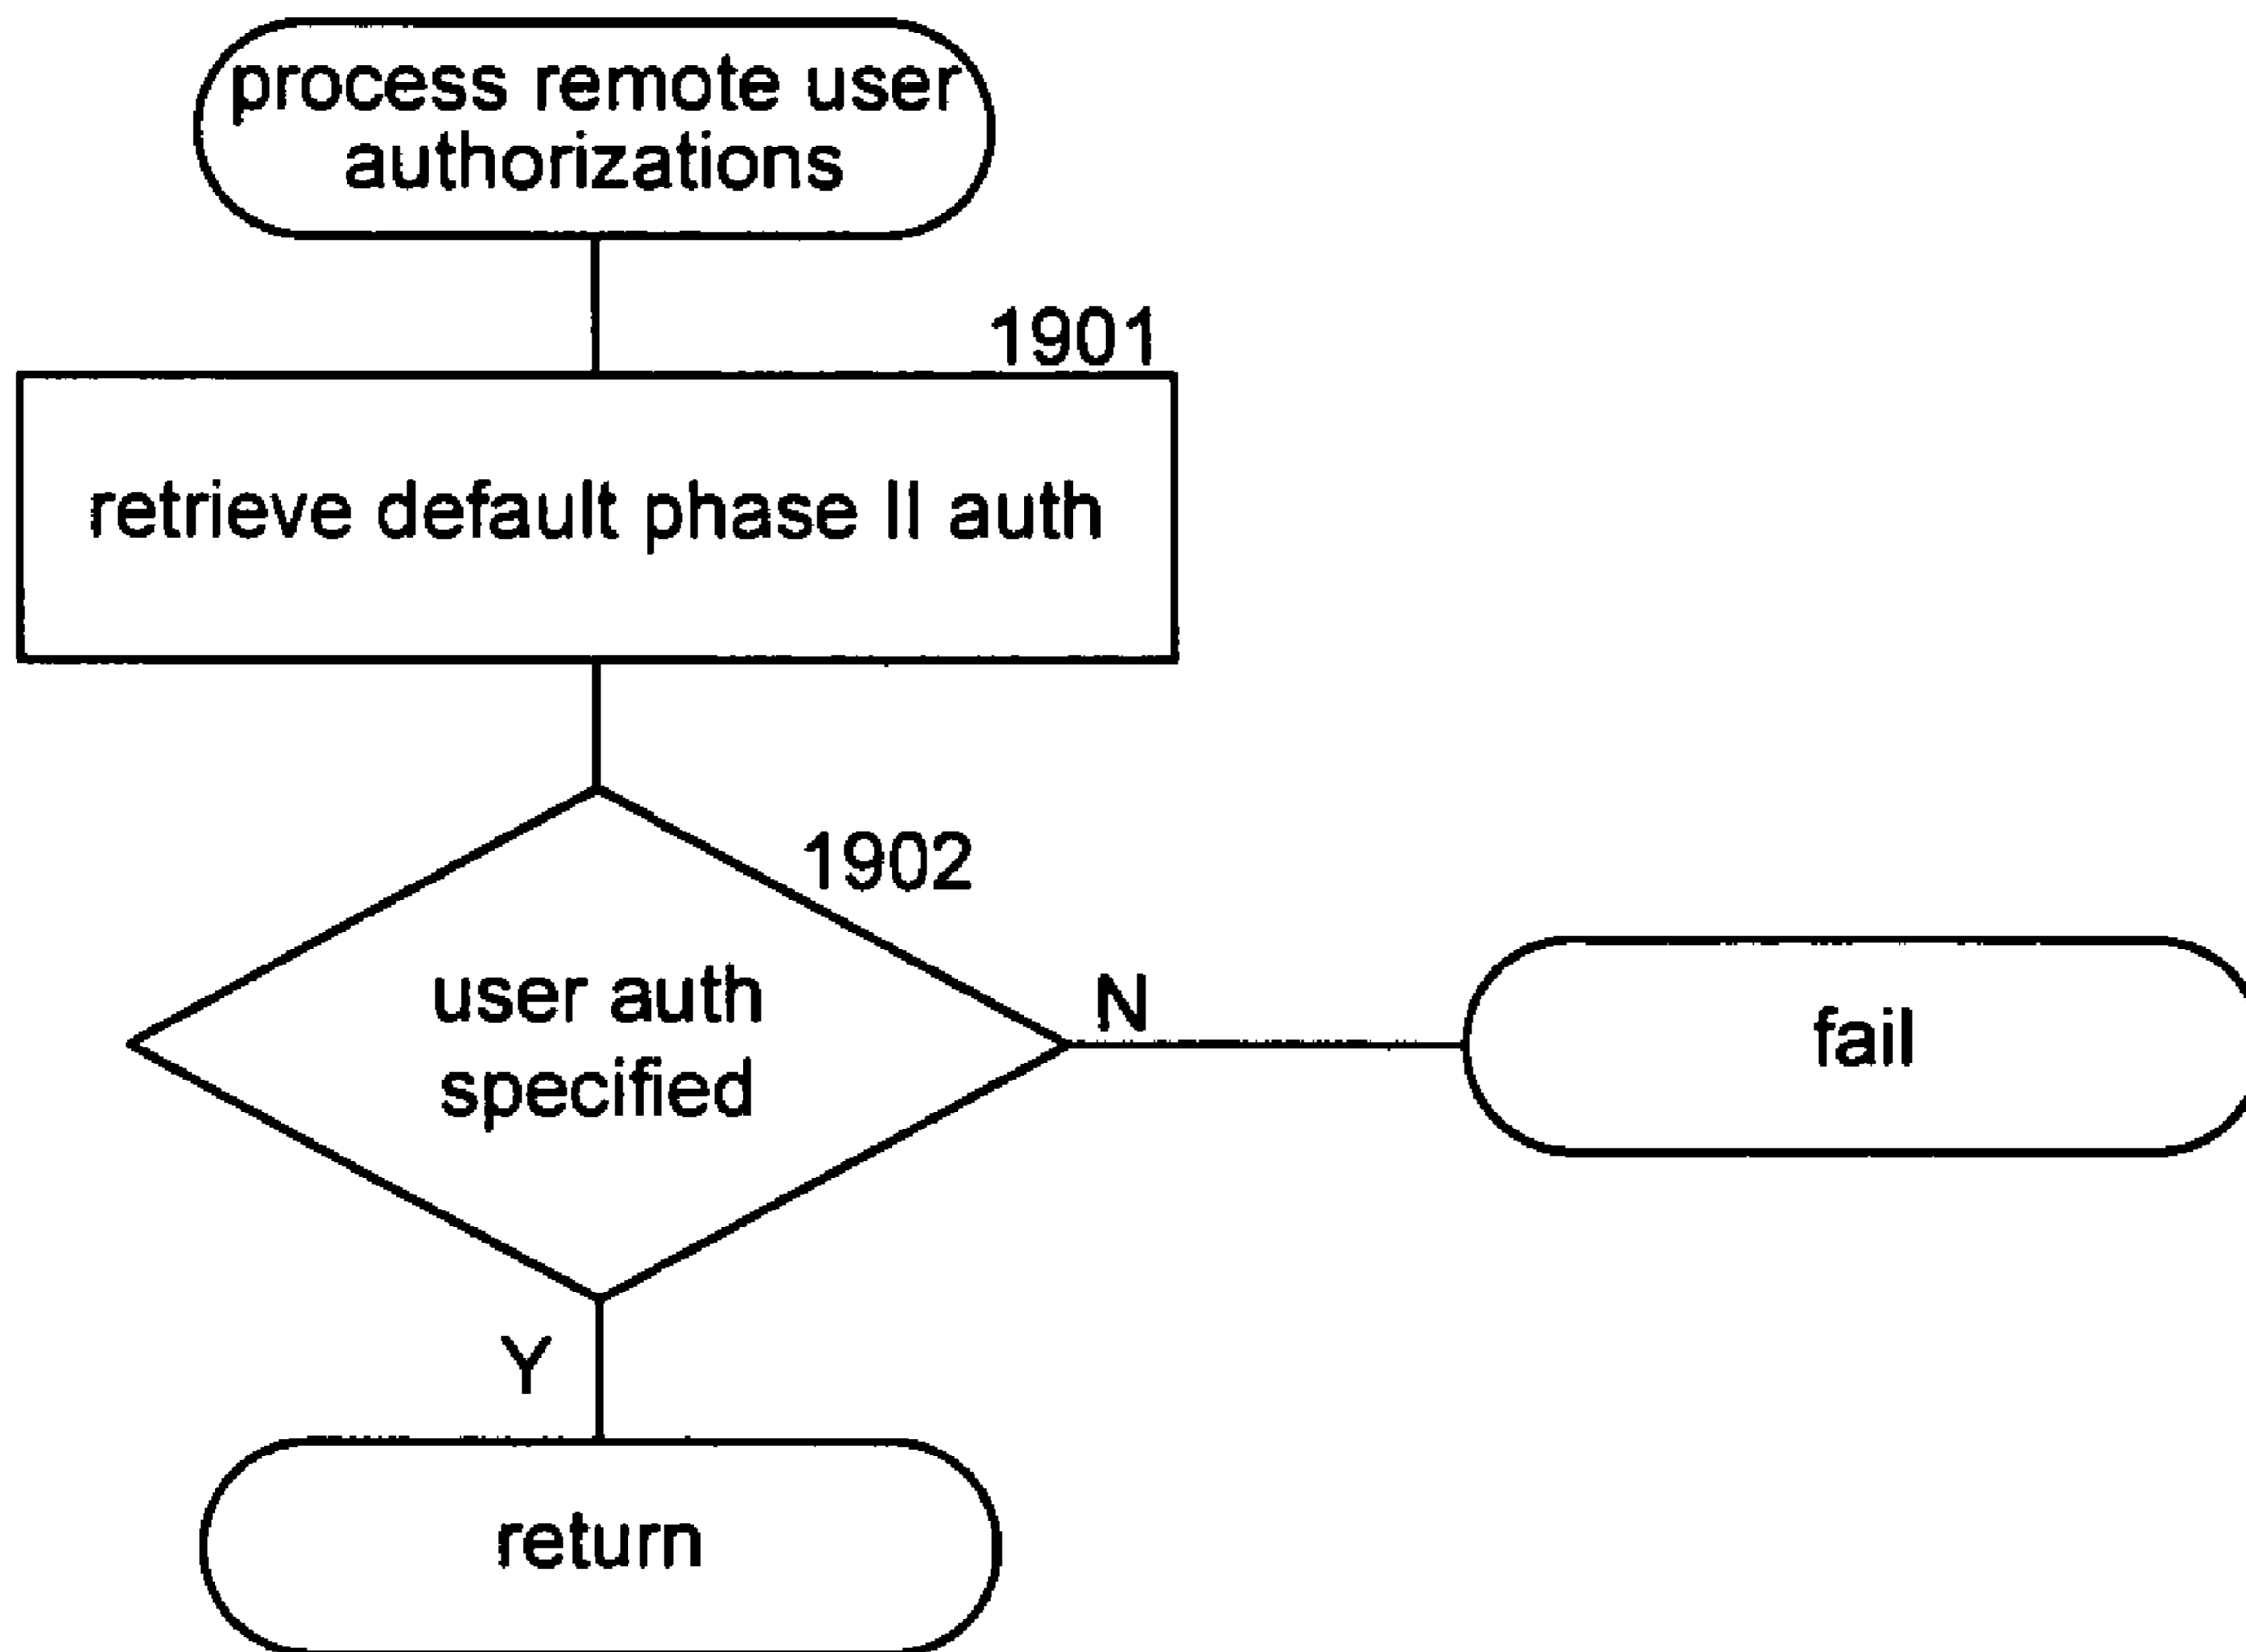 process remote user
authorizations
1901
retrieve default phase II auth
1902
user auth
specified
N
fail
Y
return